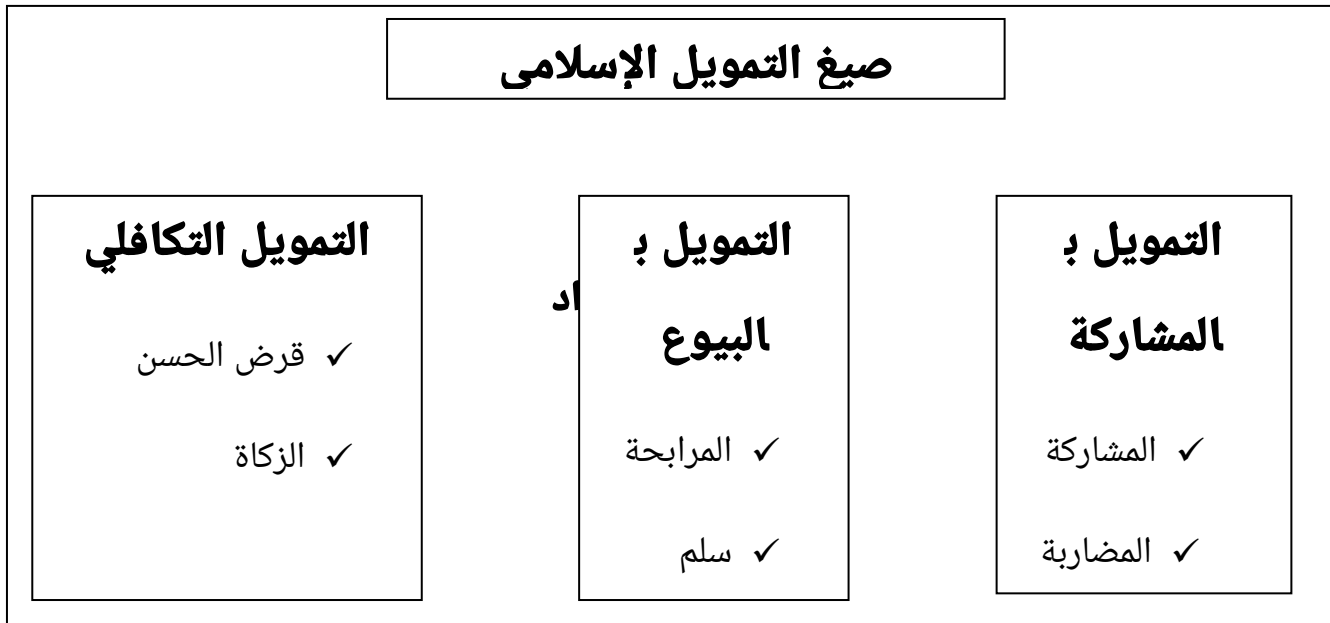 صيغ التمويل الإسلامي
التمويل ب
المشاركة
✓ المشاركة
✓ المضاربة
التمويل ب
البيوع
✓ المرابحة
✓ سلم
التمويل التكافلي
✓ قرض الحسن
✓ الزكاة